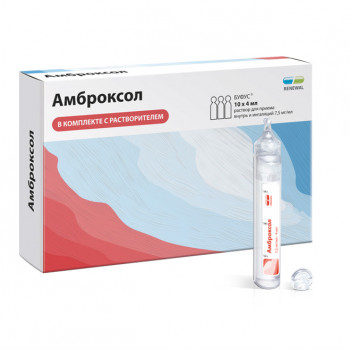 RENEWAL
Амброксол
В КОМПЛЕКТЕ С РАСТВОРИТЕЛЕМ
БУФУС®
10 х 4 мл
раствор для приема
внутрь и ингаляций 7,5 мг/мл
Амброксол
Амброксол